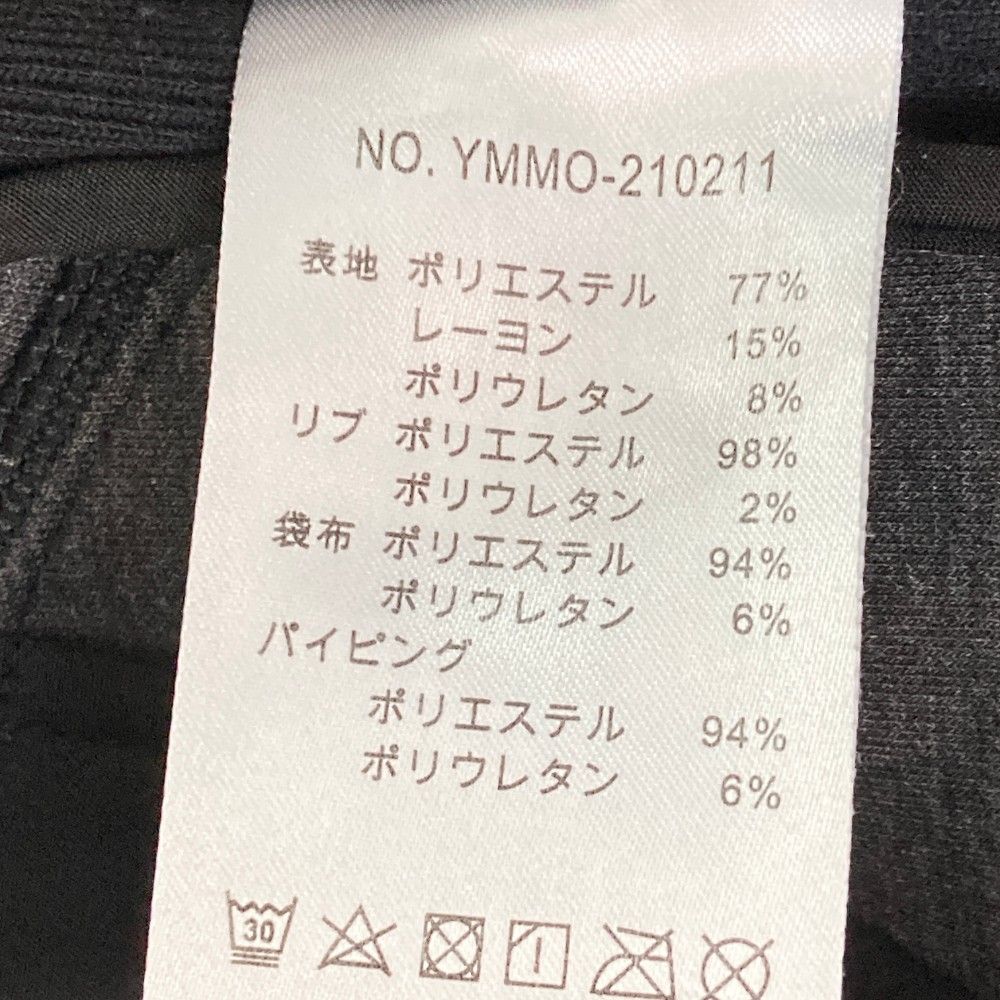 NO. YMMO-210211
表地 ポリエステル 77%
レーヨン 15%
ポリウレタン 8%
リブ ポリエステル 98%
ポリウレタン 2%
袋布 ポリエステル 94%
ポリウレタン 6%
パイピング
ポリエステル 94%
ポリウレタン 6%
30